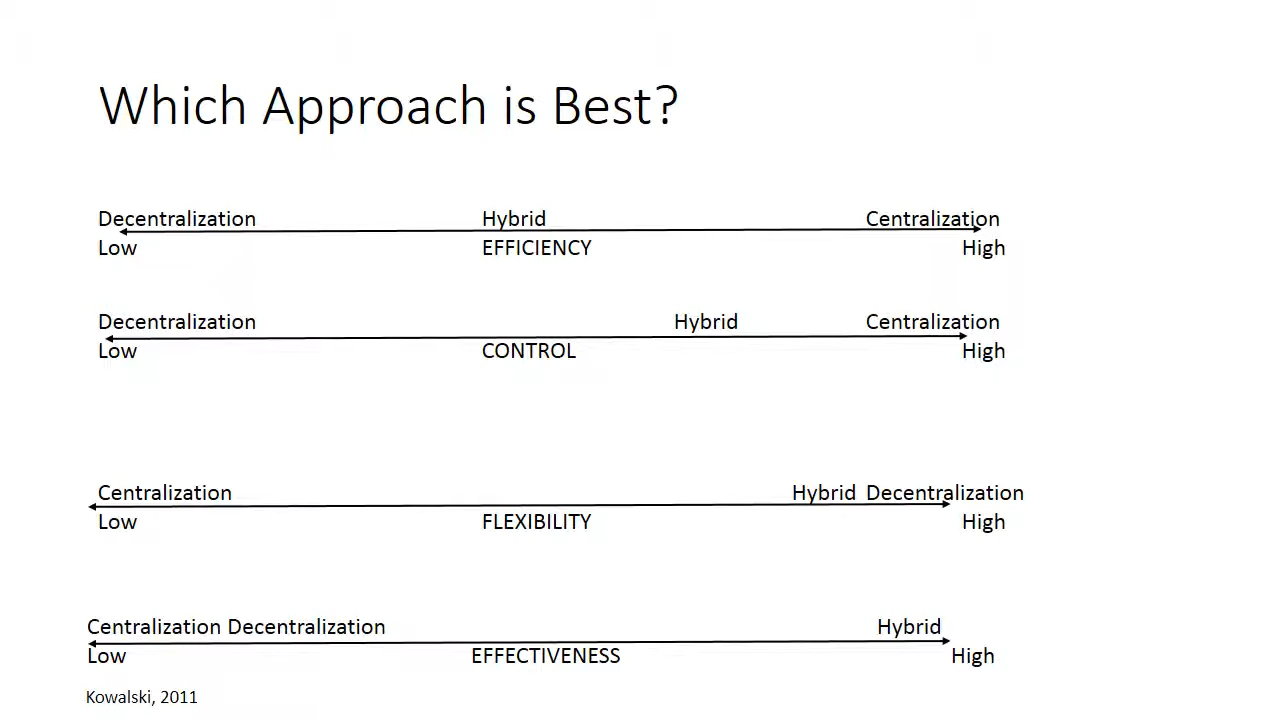 Which Approach is Best?
Decentralization Hybrid Centralization
Low EFFICIENCY High
Decentralization Hybrid Centralization
Low CONTROL High
Centralization Hybrid Decentralization
Low FLEXIBILITY High
Centralization Decentralization Hybrid
Low EFFECTIVENESS High
Kowalski, 2011